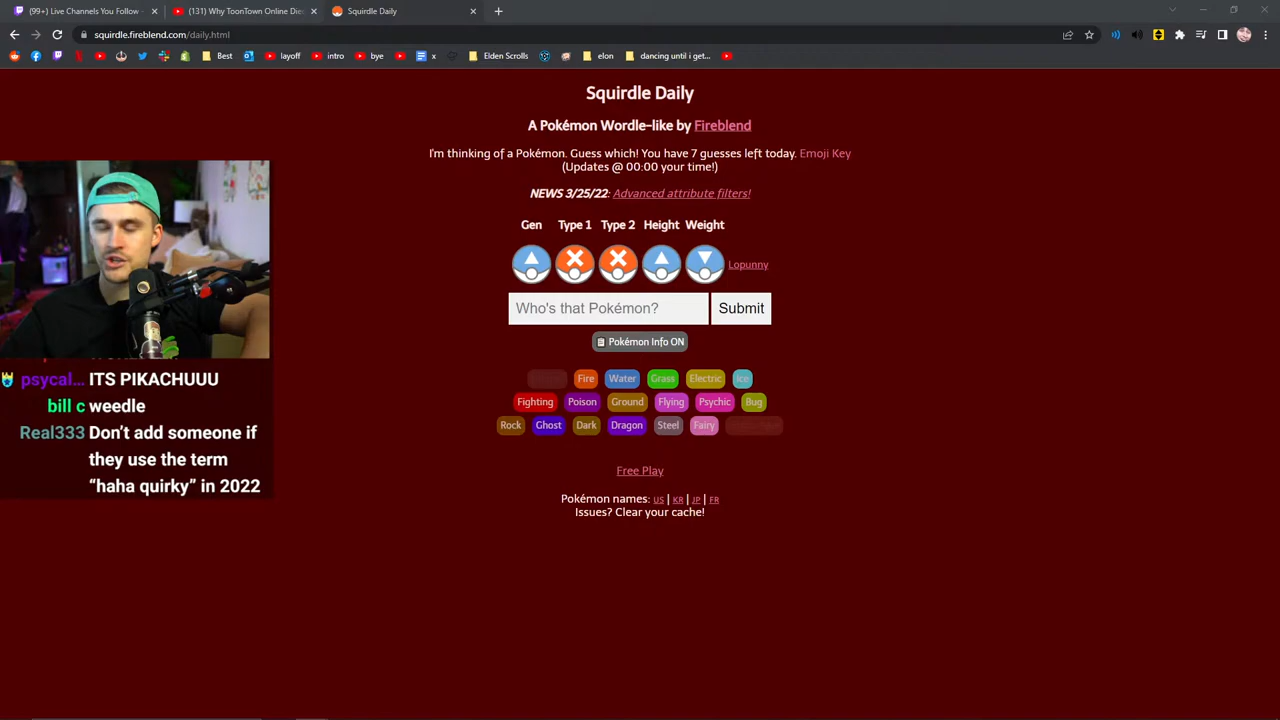 (99+) Live Channels You Follow -
(131) Why ToonTown Online Die
Squirdle Daily
squirdle.fireblend.com/daily.html
Best
layoff
intro
bye
x
Elden Scrolls
elon
dancing until i get...
Squirdle Daily
A Pokémon Wordle-like by Fireblend
I'm thinking of a Pokémon. Guess which! You have 7 guesses left today. Emoji Key
(Updates @ 00:00 your time!)
NEWS 3/25/22: Advanced attribute filters!
Gen Type 1 Type 2 Height Weight
Lopunny
Who's that Pokémon? Submit
Pokémon Info ON
Fire Water Grass Electric Ice
Fighting Poison Ground Flying Psychic Bug
Rock Ghost Dark Dragon Steel Fairy
Free Play
Pokémon names: US | KR | JP | FR
Issues? Clear your cache!
psycal... ITS PIKACHUUU
bill c weedle
Real333 Don't add someone if
they use the term
“haha quirky” in 2022